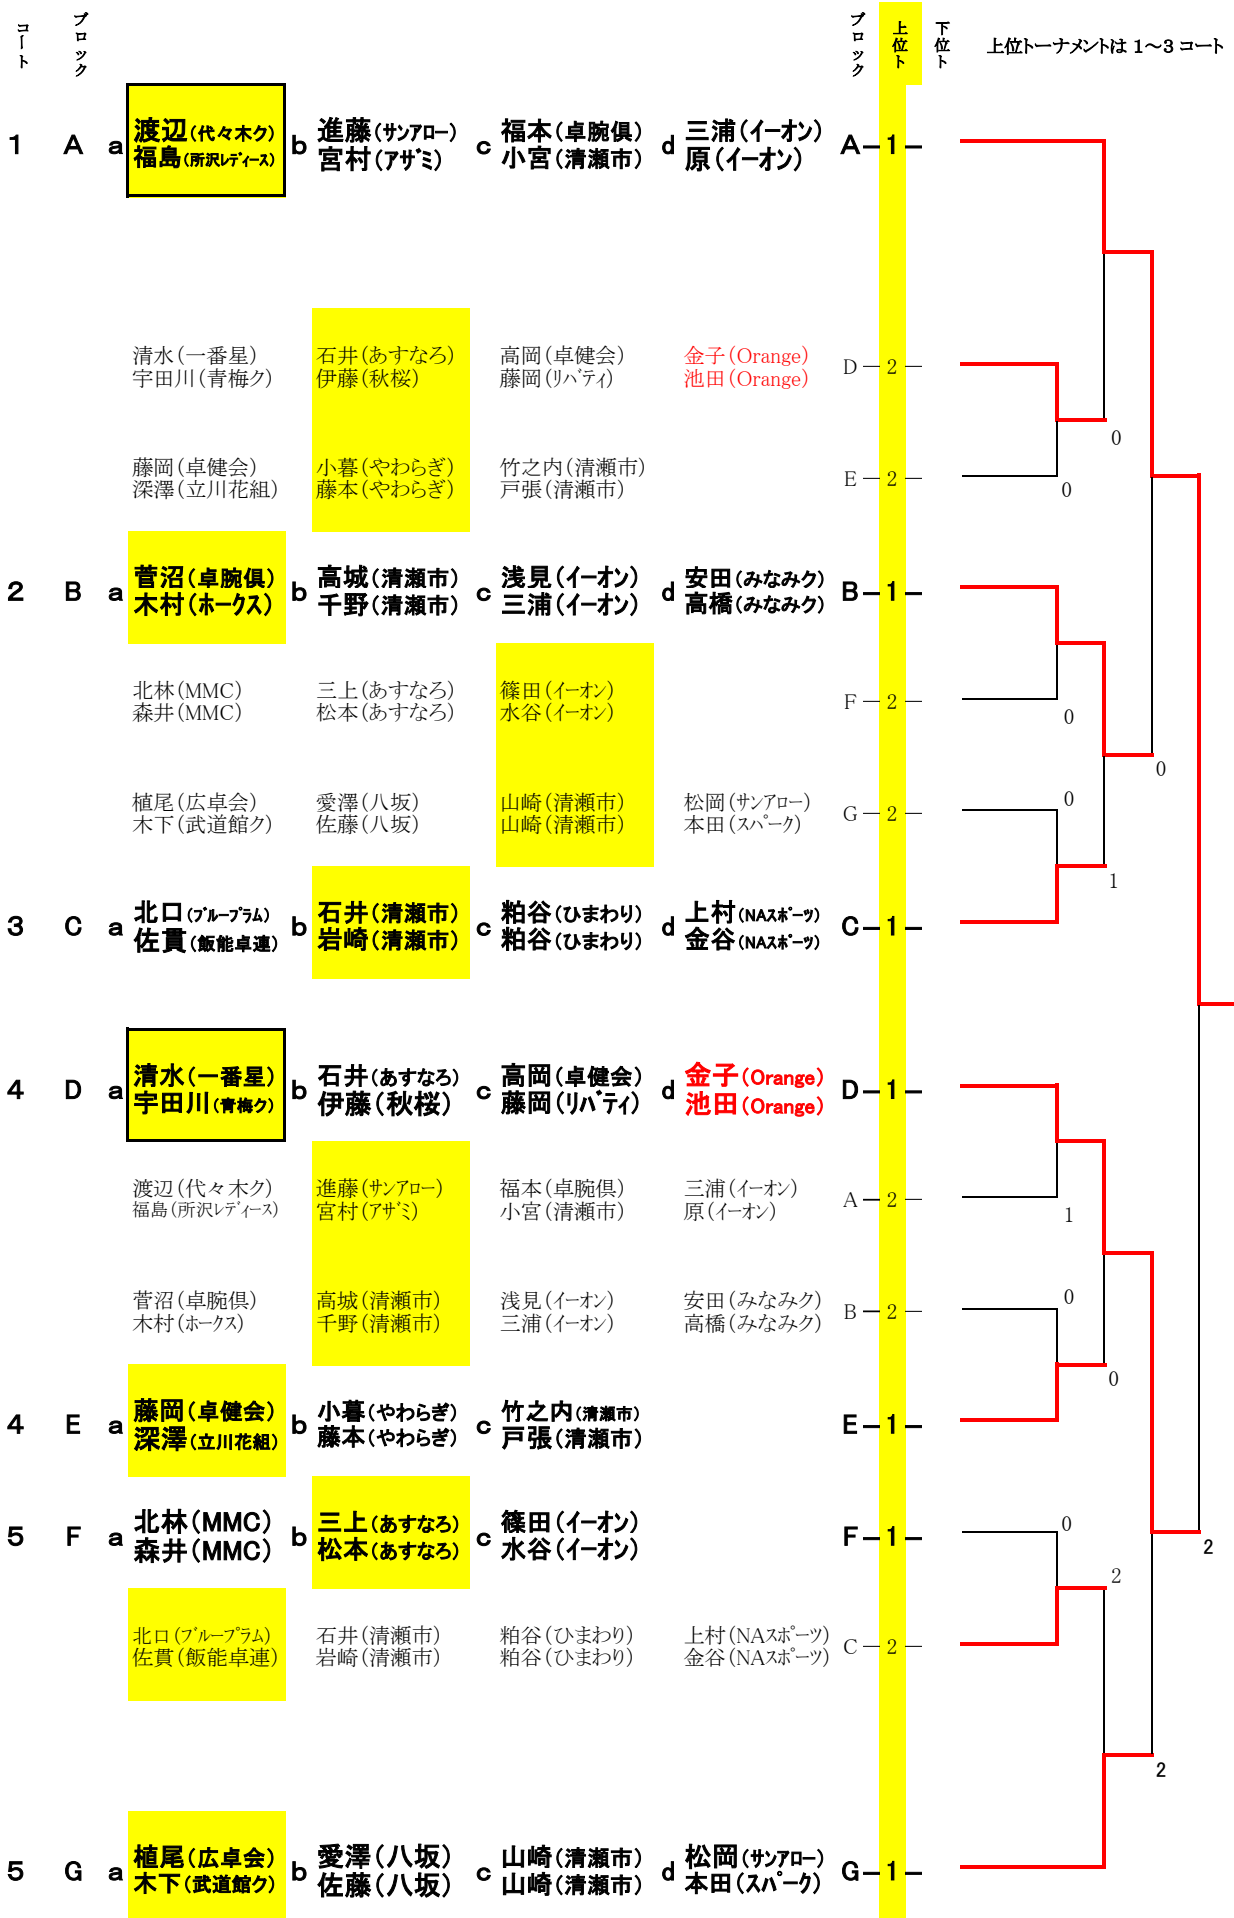 コート ブロック ブロック 上位ト 下位ト 上位トーナメントは 1～3 コート
1 A a 渡辺(代々木ク) b 進藤(サンアロー) c 福本(卓腕倶) d 三浦(イーオン) A 1
福島(所沢レディース) 宮村(アザミ) 小宮(清瀬市) 原(イーオン)
清水(一番星) 石井(あすなろ) 高岡(卓健会) 金子(Orange) D 2
宇田川(青梅ク) 伊藤(秋桜) 藤岡(リバティ) 池田(Orange)
0
藤岡(卓健会) 小暮(やわらぎ) 竹之内(清瀬市) E 2
深澤(立川花組) 藤本(やわらぎ) 戸張(清瀬市)
0
2 B a 菅沼(卓腕倶) b 高城(清瀬市) c 浅見(イーオン) d 安田(みなみク) B 1
木村(ホークス) 千野(清瀬市) 三浦(イーオン) 高橋(みなみク)
北林(MMC) 三上(あすなろ) 篠田(イーオン) F 2
森井(MMC) 松本(あすなろ) 水谷(イーオン)
0
0
植尾(広卓会) 愛澤(八坂) 山崎(清瀬市) 松岡(サンアロー) G 2 0
木下(武道館ク) 佐藤(八坂) 山崎(清瀬市) 本田(スパーク)
1
3 C a 北口(ブループラム) b 石井(清瀬市) c 粕谷(ひまわり) d 上村(NAスポーツ) C 1
佐貫(飯能卓連) 岩崎(清瀬市) 粕谷(ひまわり) 金谷(NAスポーツ)
4 D a 清水(一番星) b 石井(あすなろ) c 高岡(卓健会) d 金子(Orange) D 1
宇田川(青梅ク) 伊藤(秋桜) 藤岡(リバティ) 池田(Orange)
渡辺(代々木ク) 進藤(サンアロー) 福本(卓腕倶) 三浦(イーオン) A 2
福島(所沢レディース) 宮村(アザミ) 小宮(清瀬市) 原(イーオン)
1
菅沼(卓腕倶) 高城(清瀬市) 浅見(イーオン) 安田(みなみク) B 2 0
木村(ホークス) 千野(清瀬市) 三浦(イーオン) 高橋(みなみク)
0
4 E a 藤岡(卓健会) b 小暮(やわらぎ) c 竹之内(清瀬市) E 1
深澤(立川花組) 藤本(やわらぎ) 戸張(清瀬市)
5 F a 北林(MMC) b 三上(あすなろ) c 篠田(イーオン) F 1 0
森井(MMC) 松本(あすなろ) 水谷(イーオン) 2
2
北口(ブループラム) 石井(清瀬市) 粕谷(ひまわり) 上村(NAスポーツ) C 2
佐貫(飯能卓連) 岩崎(清瀬市) 粕谷(ひまわり) 金谷(NAスポーツ)
2
5 G a 植尾(広卓会) b 愛澤(八坂) c 山崎(清瀬市) d 松岡(サンアロー) G 1
木下(武道館ク) 佐藤(八坂) 山崎(清瀬市) 本田(スパーク)